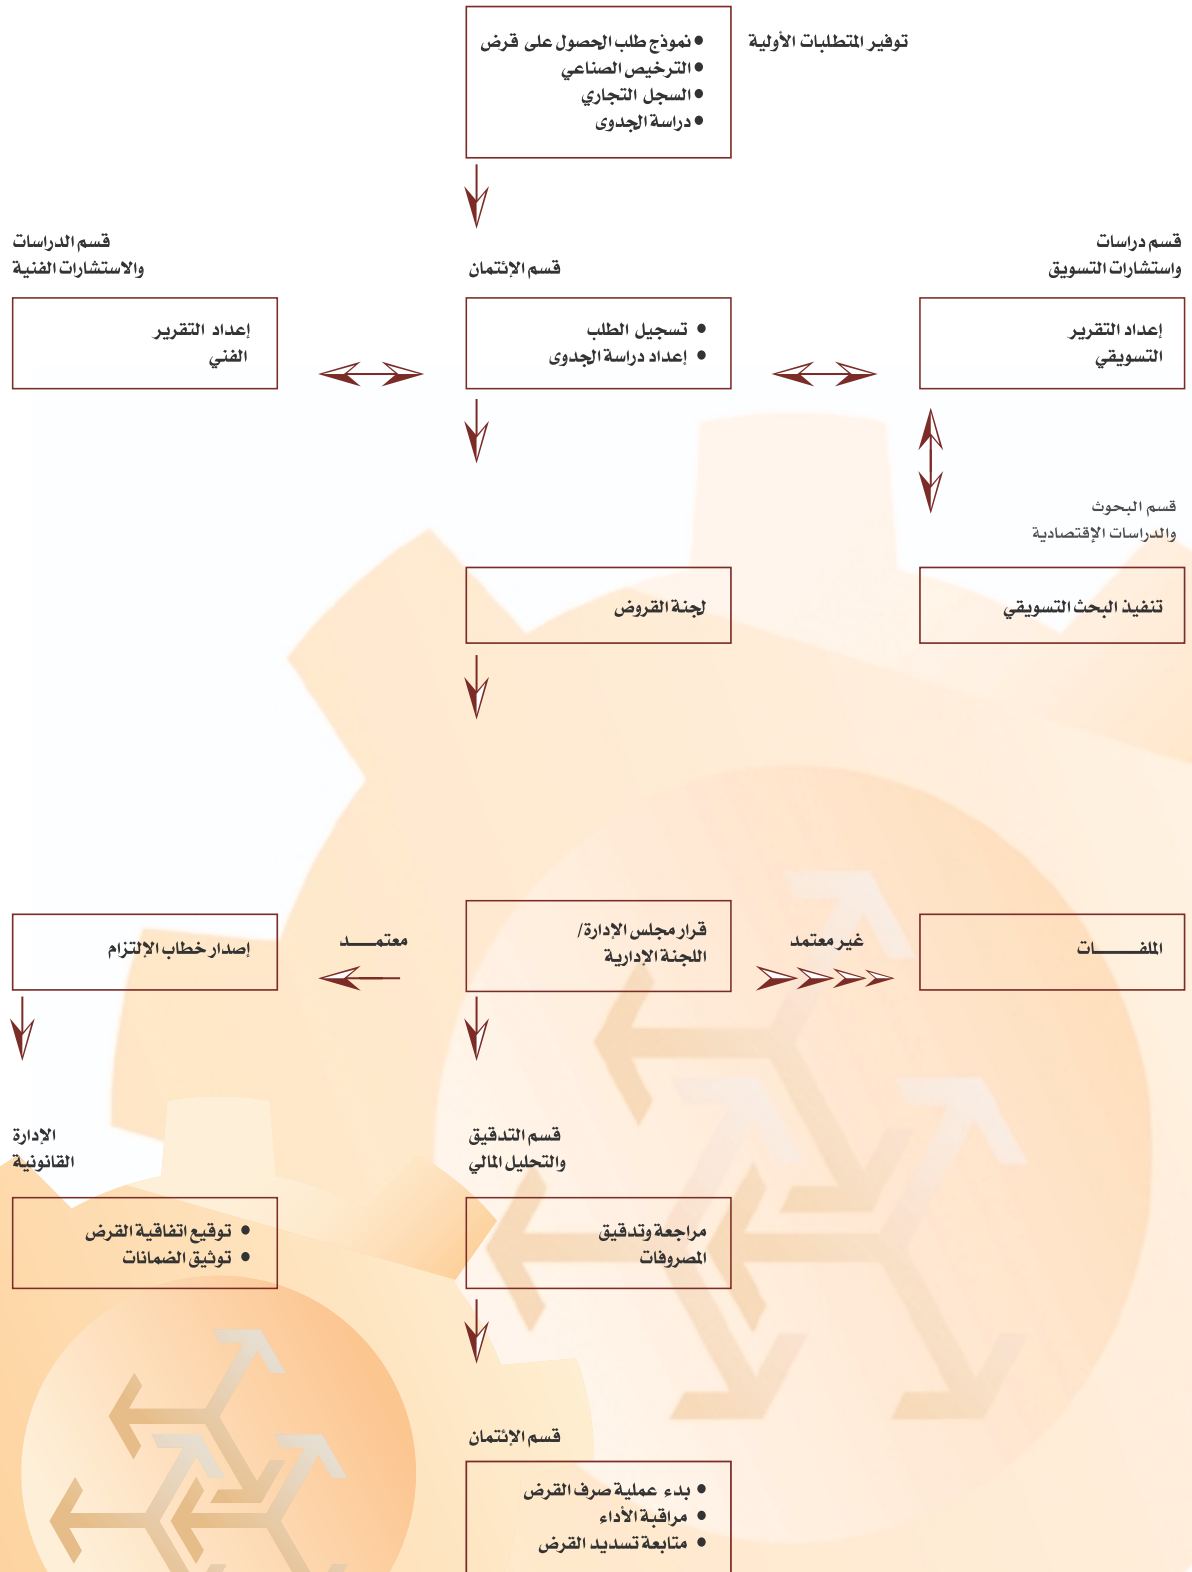 توفير المتطلبات الأولية
● نموذج طلب الحصول على قرض
● الترخيص الصناعي
● السجل التجاري
● دراسة الجدوى
قسم دراسات
واستشارات التسويق
إعداد التقرير
التسويقي
قسم الإئتمان
● تسجيل الطلب
● إعداد دراسة الجدوى
قسم الدراسات
والاستشارات الفنية
إعداد التقرير
الفني
قسم البحوث
والدراسات الإقتصادية
تنفيذ البحث التسويقي
لجنة القروض
الملفـــــــات
غير معتمد
قرار مجلس الإدارة/
اللجنة الإدارية
معتمـــــد
إصدار خطاب الإلتزام
قسم التدقيق
والتحليل المالي
مراجعة وتدقيق
المصروفات
الإدارة
القانونية
● توقيع اتفاقية القرض
● توثيق الضمانات
قسم الإئتمان
● بدء عملية صرف القرض
● مراقبة الأداء
● متابعة تسديد القرض